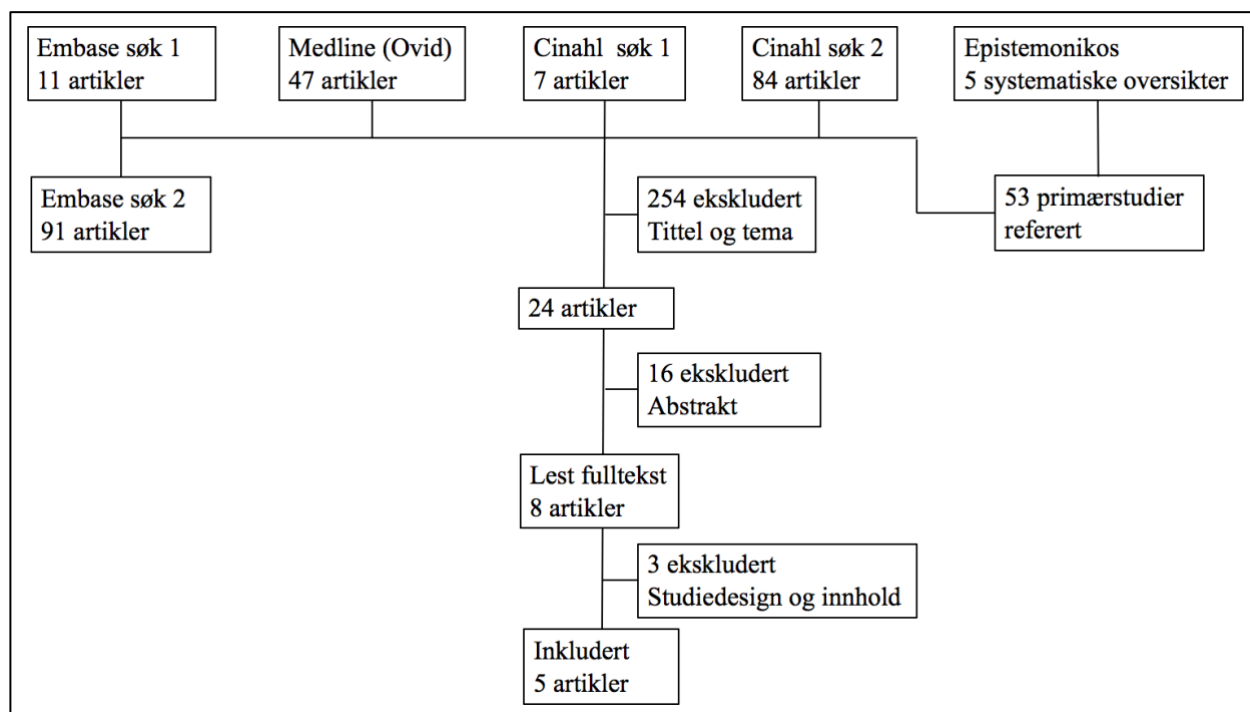 Embase søk 1
11 artikler
Medline (Ovid)
47 artikler
Cinahl søk 1
7 artikler
Cinahl søk 2
84 artikler
Epistemonikos
5 systematiske oversikter
Embase søk 2
91 artikler
254 ekskludert
Tittel og tema
53 primærstudier
referert
24 artikler
16 ekskludert
Abstrakt
Lest fulltekst
8 artikler
3 ekskludert
Studiedesign og innhold
Inkludert
5 artikler